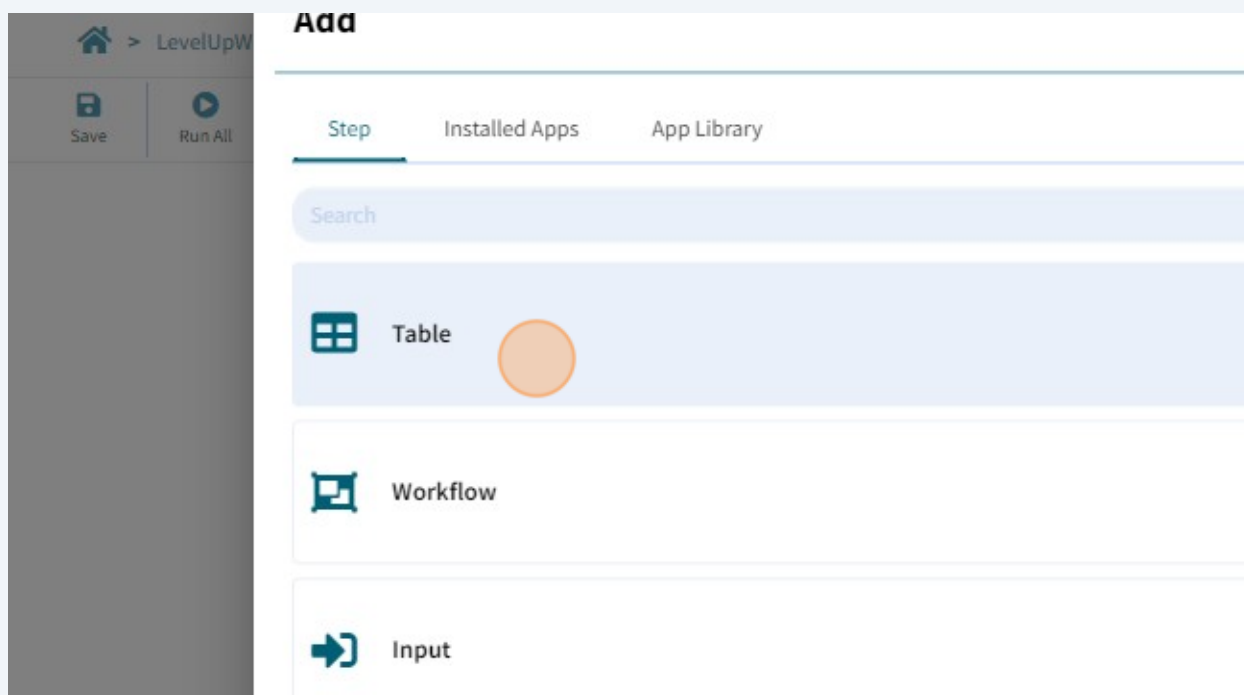 Add
> LevelUpW
Save
Run All
Step Installed Apps App Library
Search
Table
Workflow
Input